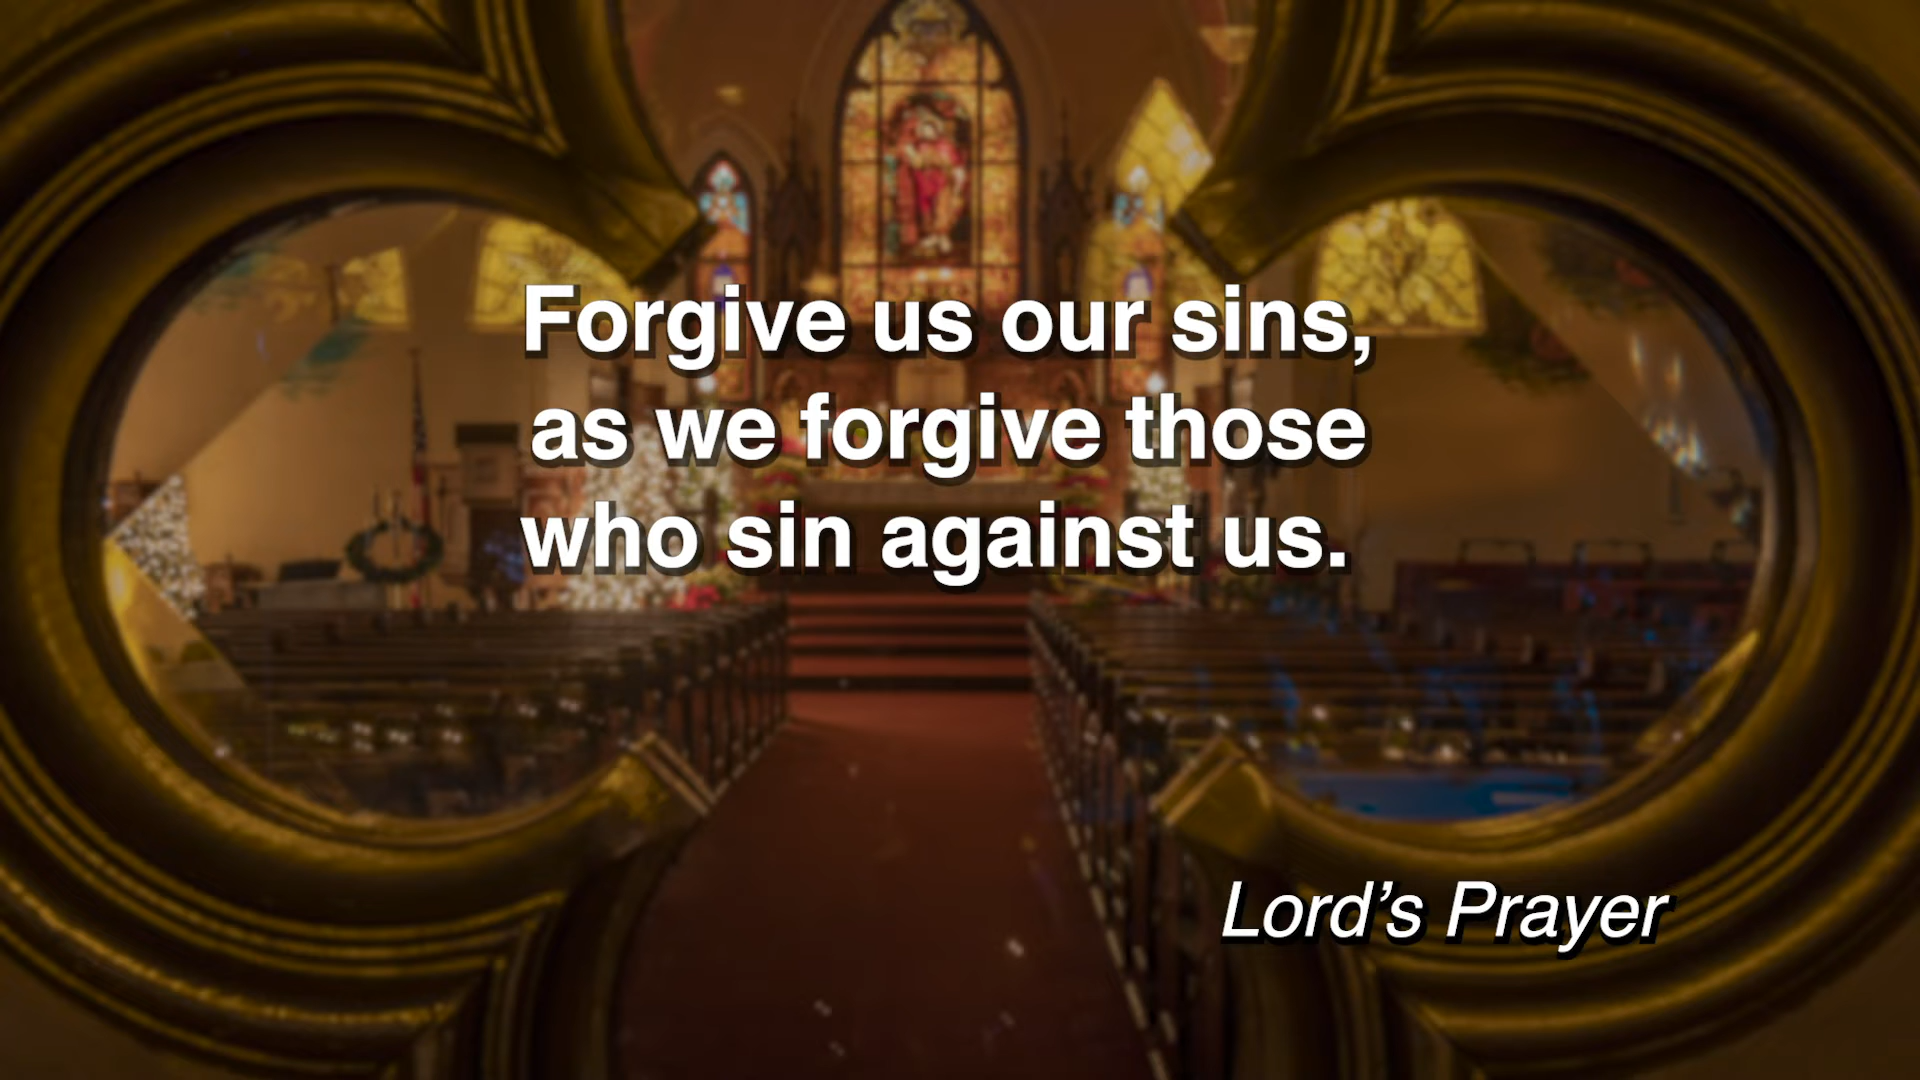 Forgive us our sins,
as we forgive those
who sin against us.
Lord’s Prayer